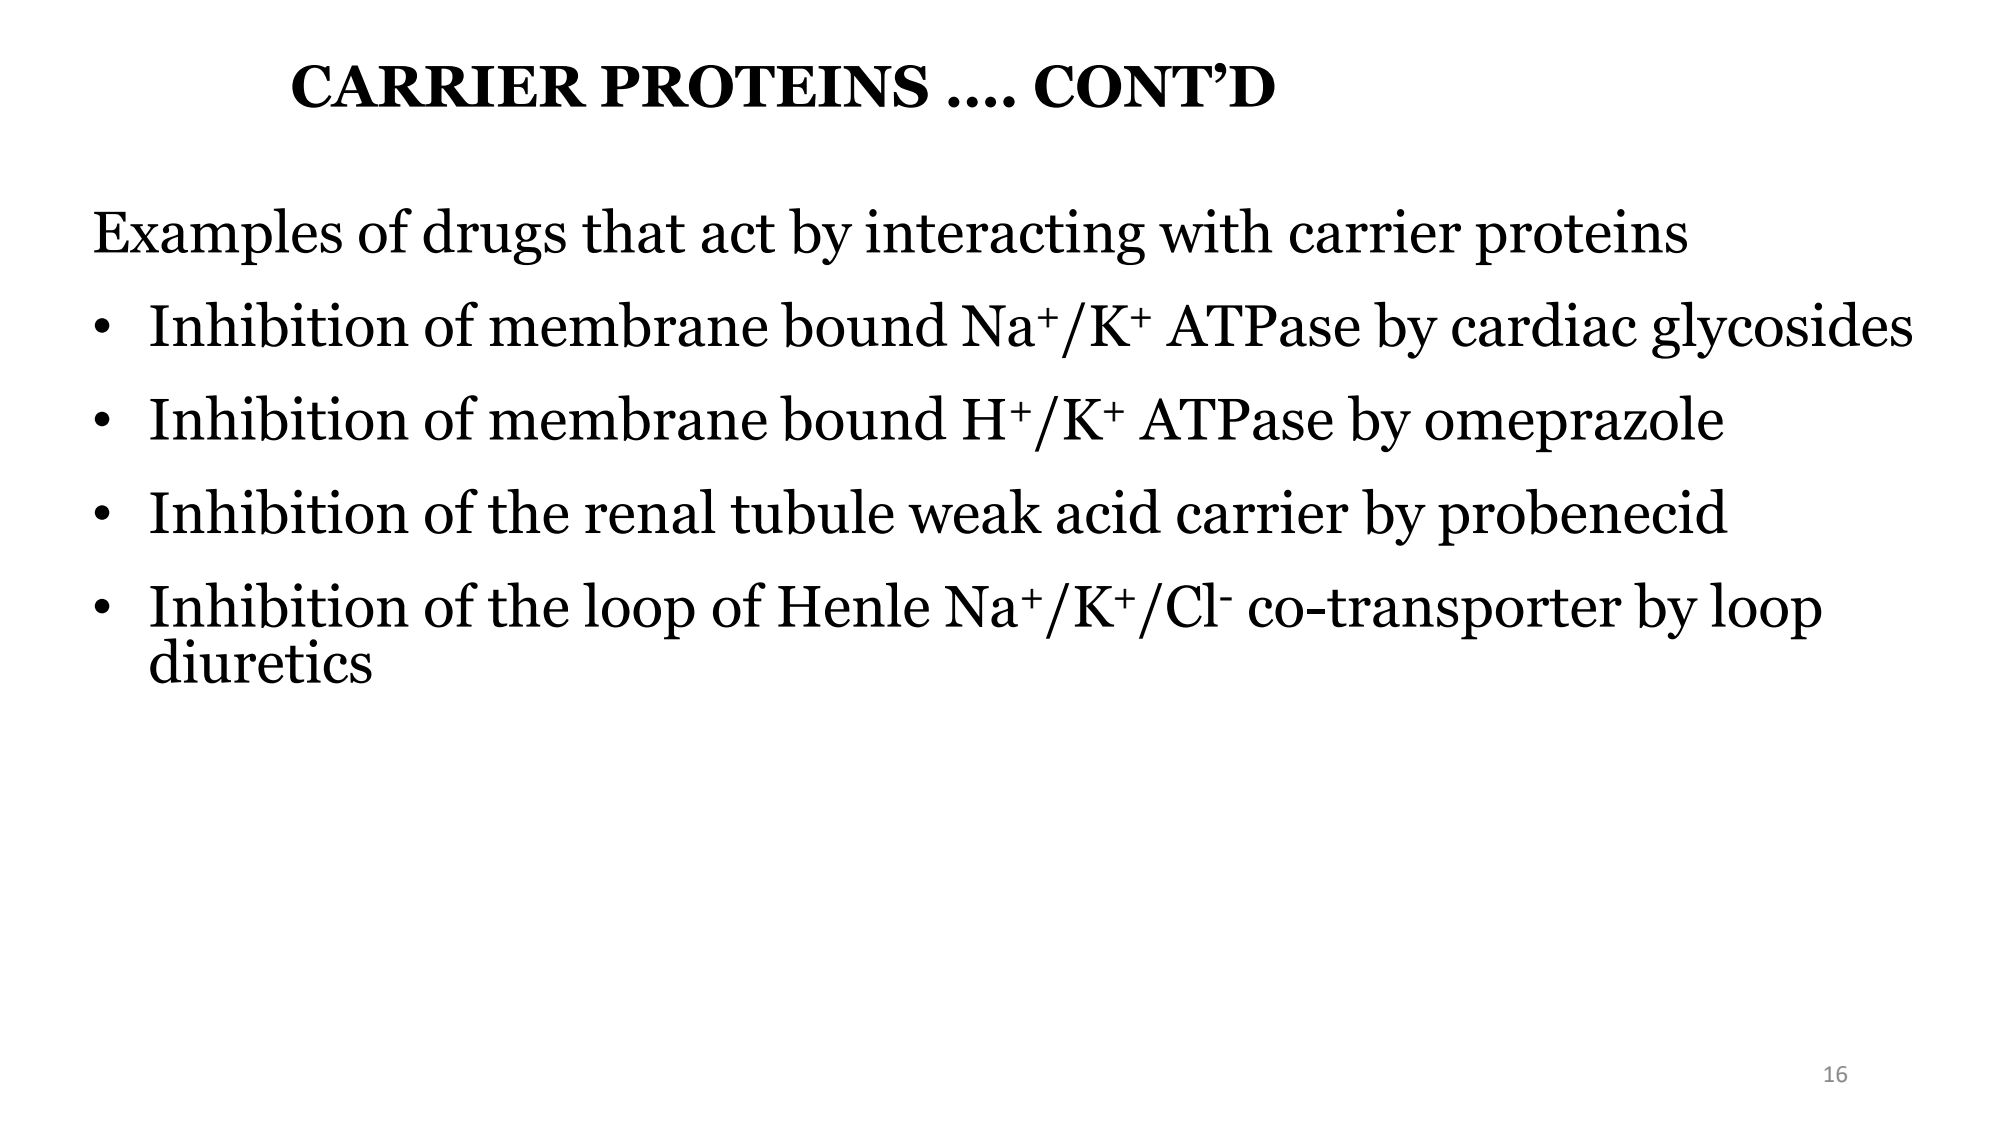 CARRIER PROTEINS .... CONT’D
Examples of drugs that act by interacting with carrier proteins
• Inhibition of membrane bound Na⁺/K⁺ ATPase by cardiac glycosides
• Inhibition of membrane bound H⁺/K⁺ ATPase by omeprazole
• Inhibition of the renal tubule weak acid carrier by probenecid
• Inhibition of the loop of Henle Na⁺/K⁺/Cl⁻ co-transporter by loop
diuretics
16